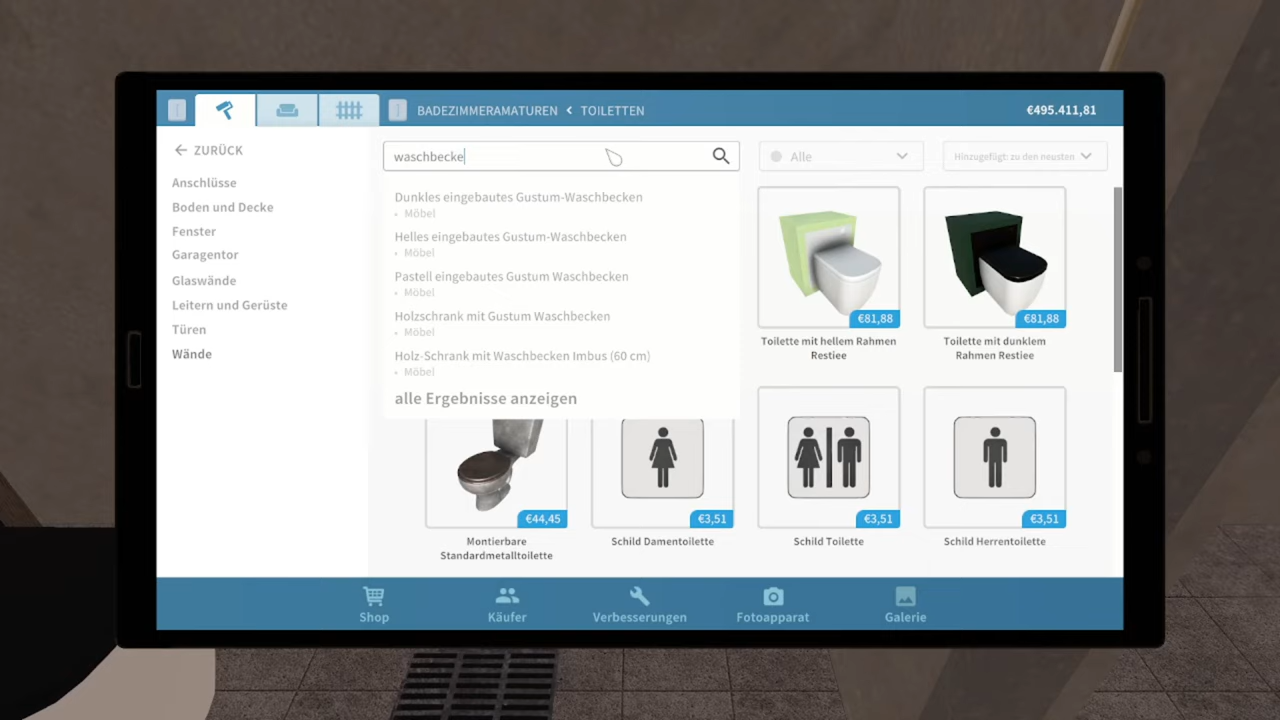 BADEZIMMERAMATUREN < TOILETTEN
€495.411,81
← ZURÜCK
Anschlüsse
Boden und Decke
Fenster
Garagentor
Glaswände
Leitern und Gerüste
Türen
Wände
waschbecke
Alle
Hinzugefügt: zu den neusten
Dunkles eingebautes Gustum-Waschbecken
• Möbel
Helles eingebautes Gustum-Waschbecken
• Möbel
Pastell eingebautes Gustum Waschbecken
• Möbel
Holzschrank mit Gustum Waschbecken
• Möbel
Holz-Schrank mit Waschbecken Imbus (60 cm)
• Möbel
alle Ergebnisse anzeigen
€81,88
Toilette mit hellem Rahmen
Restiee
€81,88
Toilette mit dunklem
Rahmen Restiee
€44,45
Montierbare
Standardmetalltoilette
€3,51
Schild Damentoilette
€3,51
Schild Toilette
€3,51
Schild Herrentoilette
Shop
Käufer
Verbesserungen
Fotoapparat
Galerie